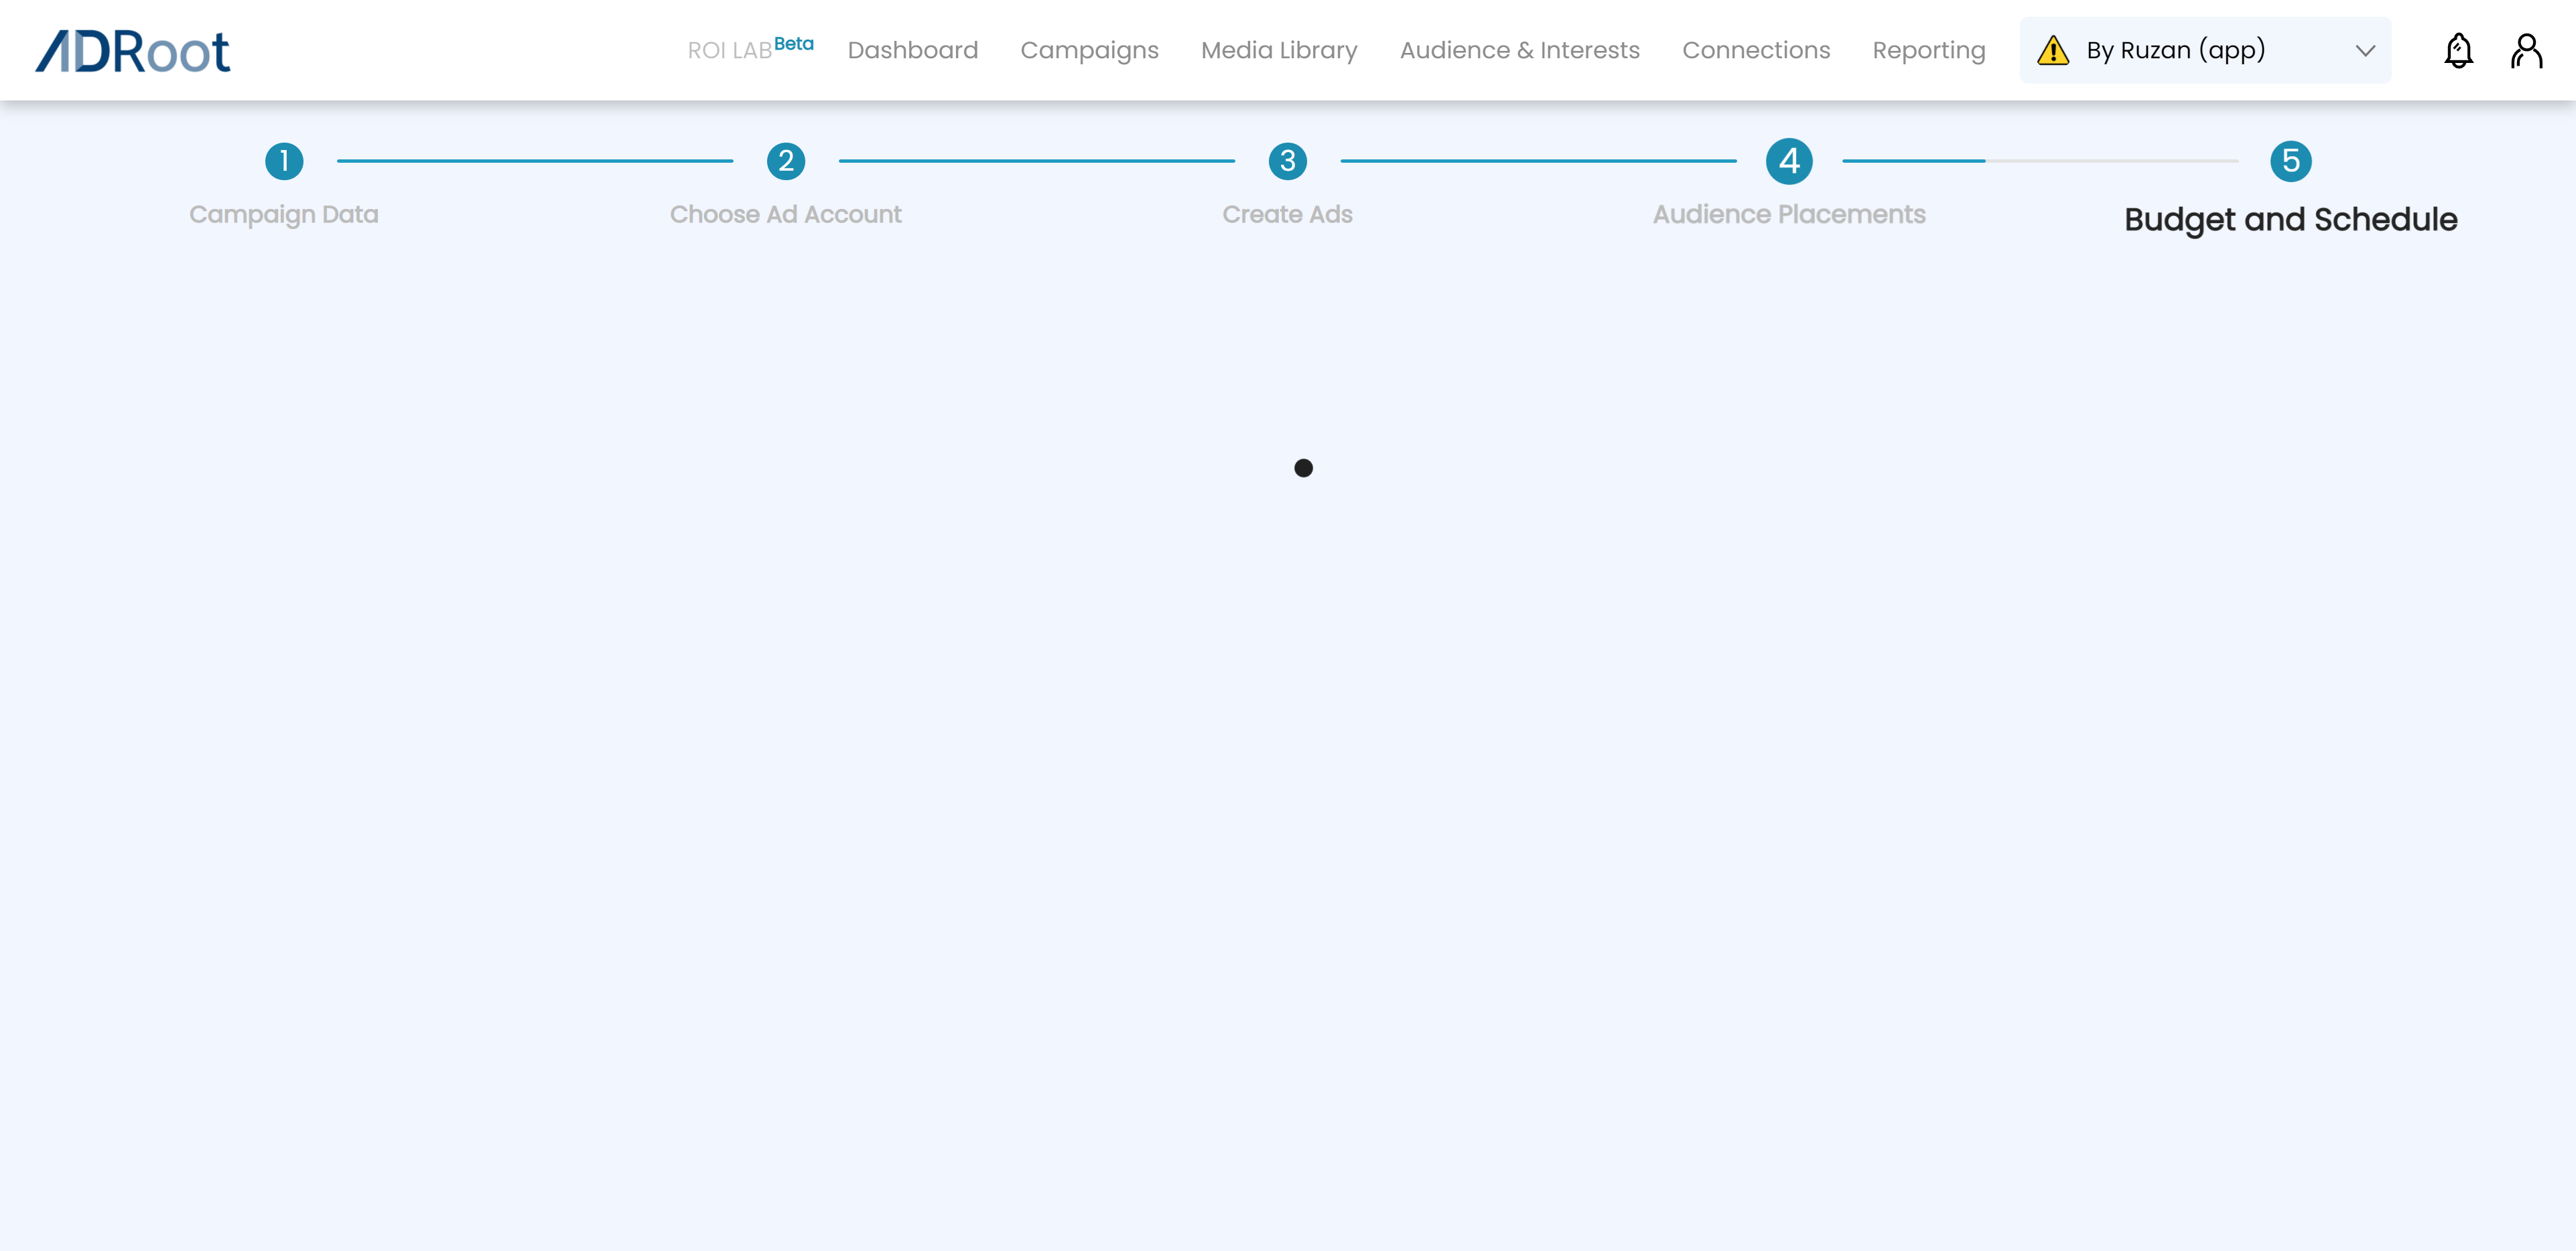 ADRoot
ROI LAB Beta
Dashboard
Campaigns
Media Library
Audience & Interests
Connections
Reporting
By Ruzan (app)
1
2
3
4
5
Campaign Data
Choose Ad Account
Create Ads
Audience Placements
Budget and Schedule